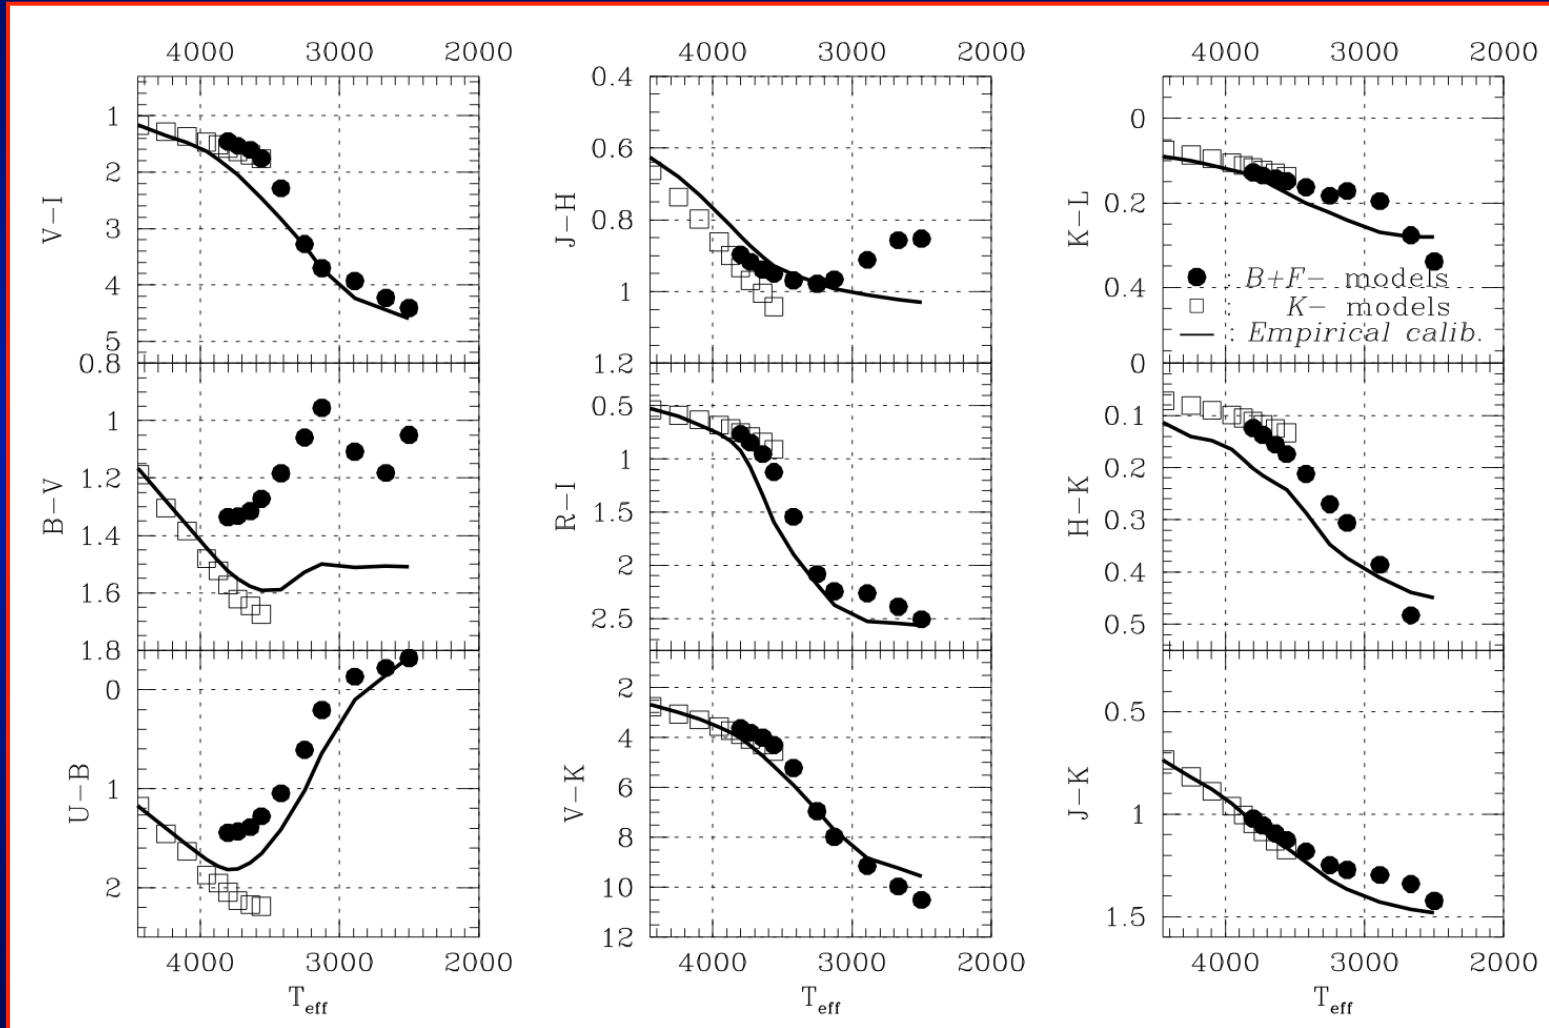 4000 3000 2000 4000 3000 2000 4000 3000 2000
V−I
1
2
3
4
5
J−H
0.4
0.6
0.8
1
1.2
K−L
0
0.2
0.4
● : B+F− models
□ : K− models
— : Empirical calib.
B−V
0.8
1
1.2
1.4
1.6
1.8
R−I
0.5
1
1.5
2
2.5
H−K
0
0.1
0.2
0.3
0.4
0.5
U−B
0
1
2
V−K
2
4
6
8
10
12
J−K
0.5
1
1.5
4000 3000 2000 4000 3000 2000 4000 3000 2000
Teff Teff Teff